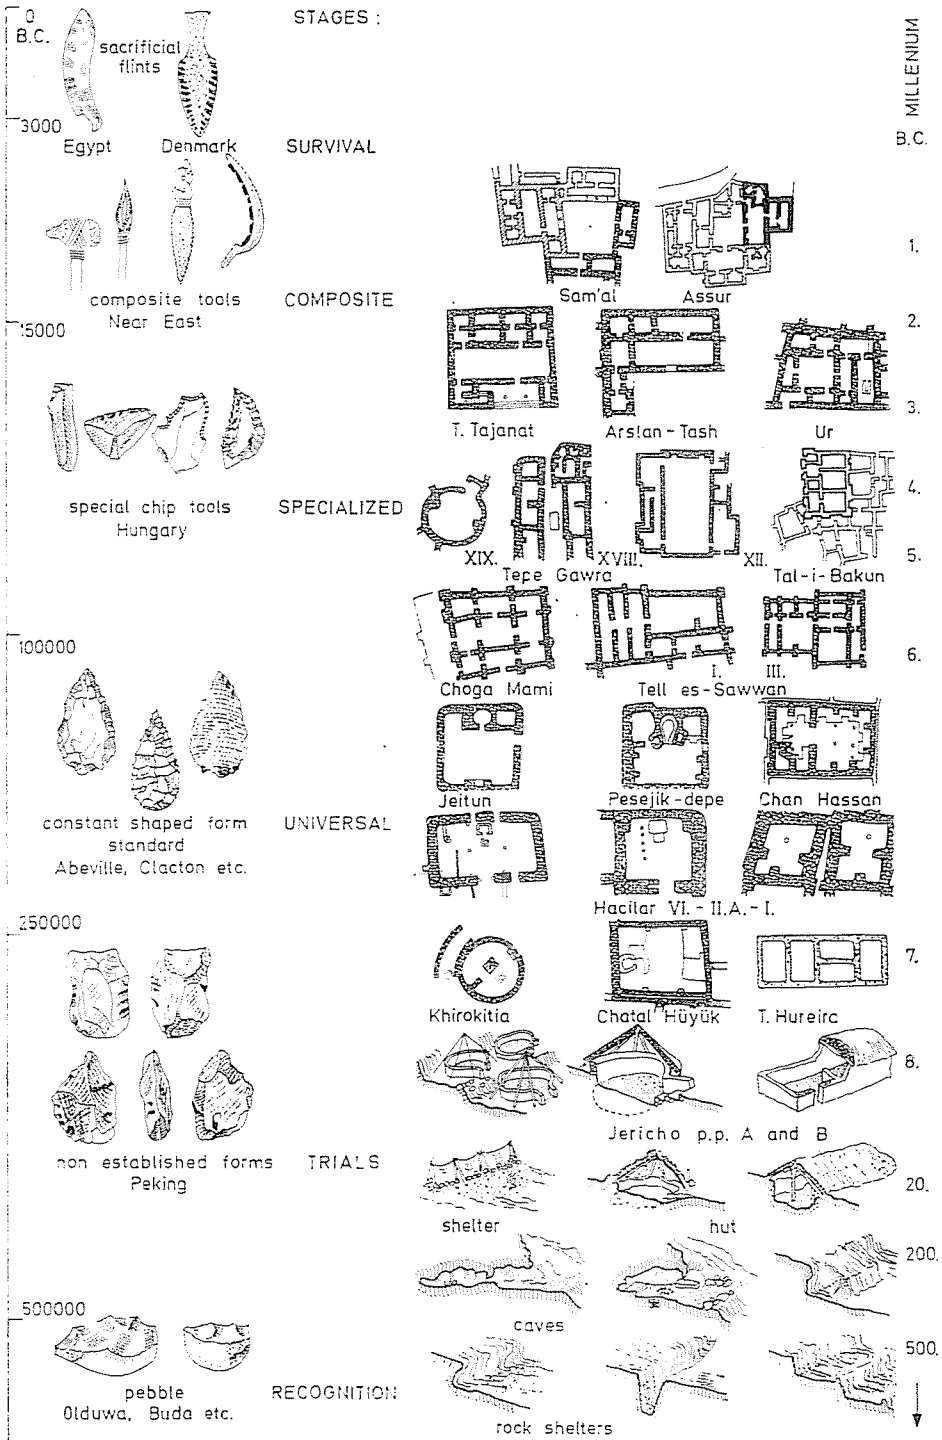 0
B.C.
STAGES :
sacrificial
flints
MILLENIUM
3000
Egypt
Denmark
SURVIVAL
B.C.
1.
composite tools
Near East
COMPOSITE
Sam'al
Assur
15000
2.
3.
T. Tajanat
Arslan - Tash
Ur
special chip tools
Hungary
SPECIALIZED
4.
5.
XIX.
XVIII.
XII.
Tepe Gawra
Tal-i-Bakun
100000
6.
I.
III.
Choga Mami
Tell es-Sawwan
Jeitun
Pesejik-depe
Chan Hassan
constant shaped form
standard
Abeville, Clacton etc.
UNIVERSAL
Hacilar VI. - II.A. - I.
250000
7.
Khirokitia
Chatal Hüyük
T. Hureira
8.
Jericho p.p. A and B
non established forms
Peking
TRIALS
20.
shelter
hut
200.
caves
500000
500.
pebble
Olduwa, Buda etc.
RECOGNITION
rock shelters